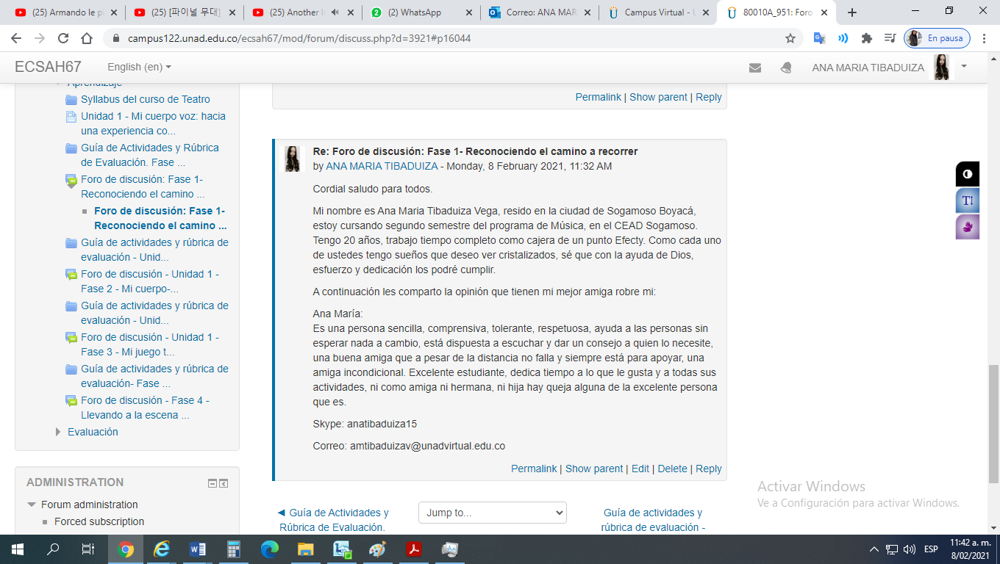 (25) Armando le p
(25) [파이널 무대]
(25) Another l
(2) WhatsApp
Correo: ANA MAR
Campus Virtual - U
80010A_951: Foro
campus122.unad.edu.co/ecsah67/mod/forum/discuss.php?d=3921#p16044
En pausa
ECSAH67
English (en)
ANA MARIA TIBADUIZA
Aprendizaje
Syllabus del curso de Teatro
Unidad 1 - Mi cuerpo voz: hacia
una experiencia co...
Guía de Actividades y Rúbrica
de Evaluación. Fase ...
Foro de discusión: Fase 1-
Reconociendo el camino ...
Foro de discusión: Fase 1-
Reconociendo el camino ...
Guía de actividades y rúbrica de
evaluación - Unid...
Foro de discusión - Unidad 1 -
Fase 2 - Mi cuerpo-...
Guía de actividades y rúbrica de
evaluación - Unid...
Foro de discusión - Unidad 1 -
Fase 3 - Mi juego t...
Guía de actividades y rúbrica de
evaluación- Fase ...
Foro de discusión - Fase 4 -
Llevando a la escena ...
Evaluación
ADMINISTRATION
Forum administration
Forced subscription
Permalink | Show parent | Reply
Re: Foro de discusión: Fase 1- Reconociendo el camino a recorrer
by ANA MARIA TIBADUIZA - Monday, 8 February 2021, 11:32 AM
Cordial saludo para todos.
Mi nombre es Ana Maria Tibaduiza Vega, resido en la ciudad de Sogamoso Boyacá,
estoy cursando segundo semestre del programa de Música, en el CEAD Sogamoso.
Tengo 20 años, trabajo tiempo completo como cajera de un punto Efecty. Como cada uno
de ustedes tengo sueños que deseo ver cristalizados, sé que con la ayuda de Dios,
esfuerzo y dedicación los podré cumplir.
A continuación les comparto la opinión que tienen mi mejor amiga robre mi:
Ana María:
Es una persona sencilla, comprensiva, tolerante, respetuosa, ayuda a las personas sin
esperar nada a cambio, está dispuesta a escuchar y dar un consejo a quien lo necesite,
una buena amiga que a pesar de la distancia no falla y siempre está para apoyar, una
amiga incondicional. Excelente estudiante, dedica tiempo a lo que le gusta y a todas sus
actividades, ni como amiga ni hermana, ni hija hay queja alguna de la excelente persona
que es.
Skype: anatibaduiza15
Correo: amtibaduizav@unadvirtual.edu.co
Permalink | Show parent | Edit | Delete | Reply
◄ Guía de Actividades y
Rúbrica de Evaluación.
Jump to...
Guía de actividades y
rúbrica de evaluación -
T
Activar Windows
Ve a Configuración para activar Windows.
ESP
11:42 a. m.
8/02/2021